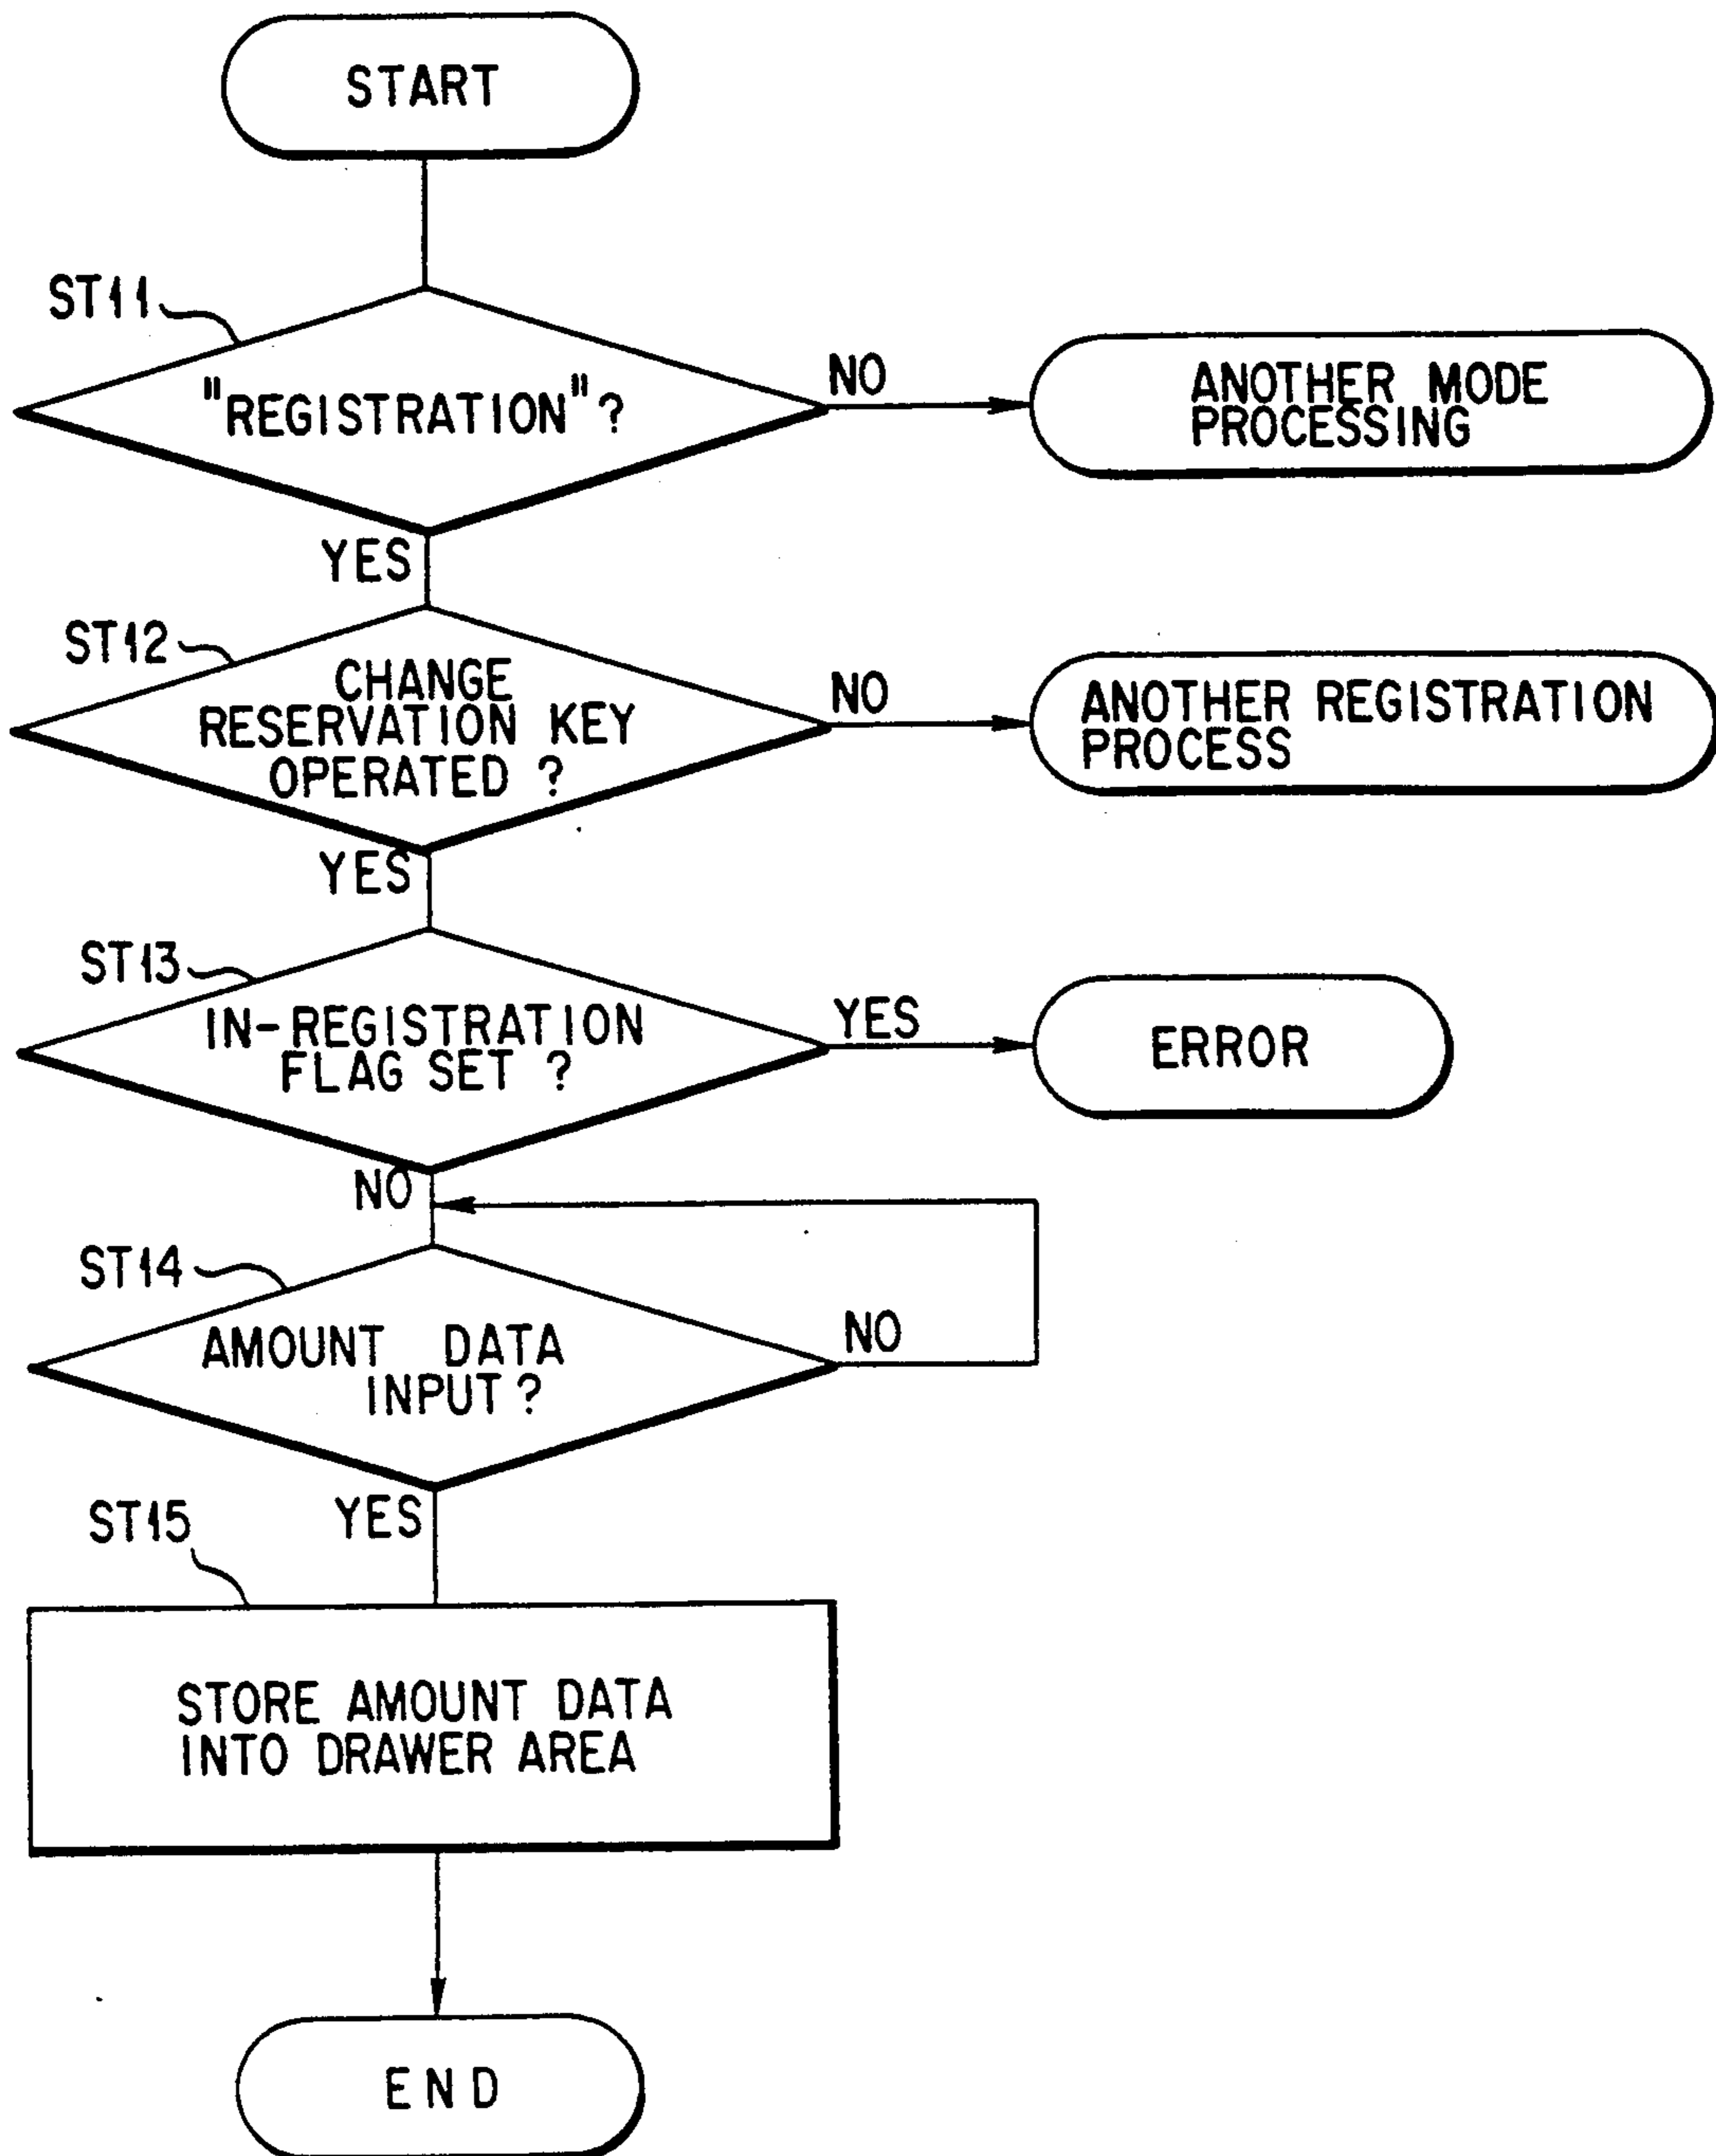 START
ST11
"REGISTRATION"?
NO
ANOTHER MODE
PROCESSING
YES
ST12
CHANGE
RESERVATION KEY
OPERATED ?
NO
ANOTHER REGISTRATION
PROCESS
YES
ST13
IN-REGISTRATION
FLAG SET ?
YES
ERROR
NO
ST14
AMOUNT DATA
INPUT ?
NO
YES
ST15
STORE AMOUNT DATA
INTO DRAWER AREA
END